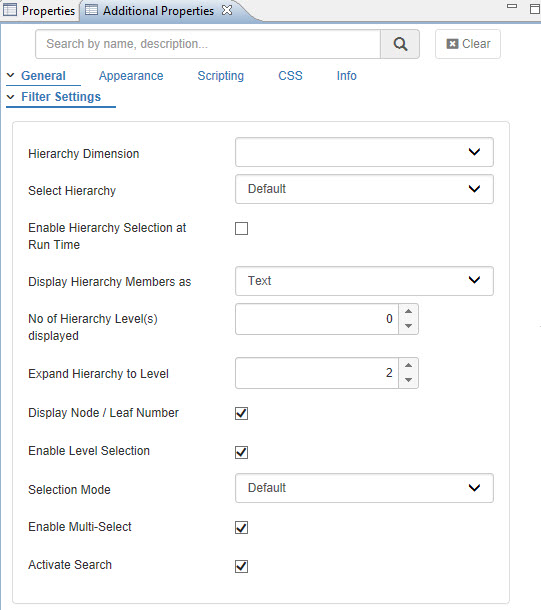 Properties Additional Properties
Search by name, description... Clear
General Appearance Scripting CSS Info
Filter Settings
Hierarchy Dimension
Select Hierarchy Default
Enable Hierarchy Selection at
Run Time
Display Hierarchy Members as Text
No of Hierarchy Level(s)
displayed 0
Expand Hierarchy to Level 2
Display Node / Leaf Number
Enable Level Selection
Selection Mode Default
Enable Multi-Select
Activate Search